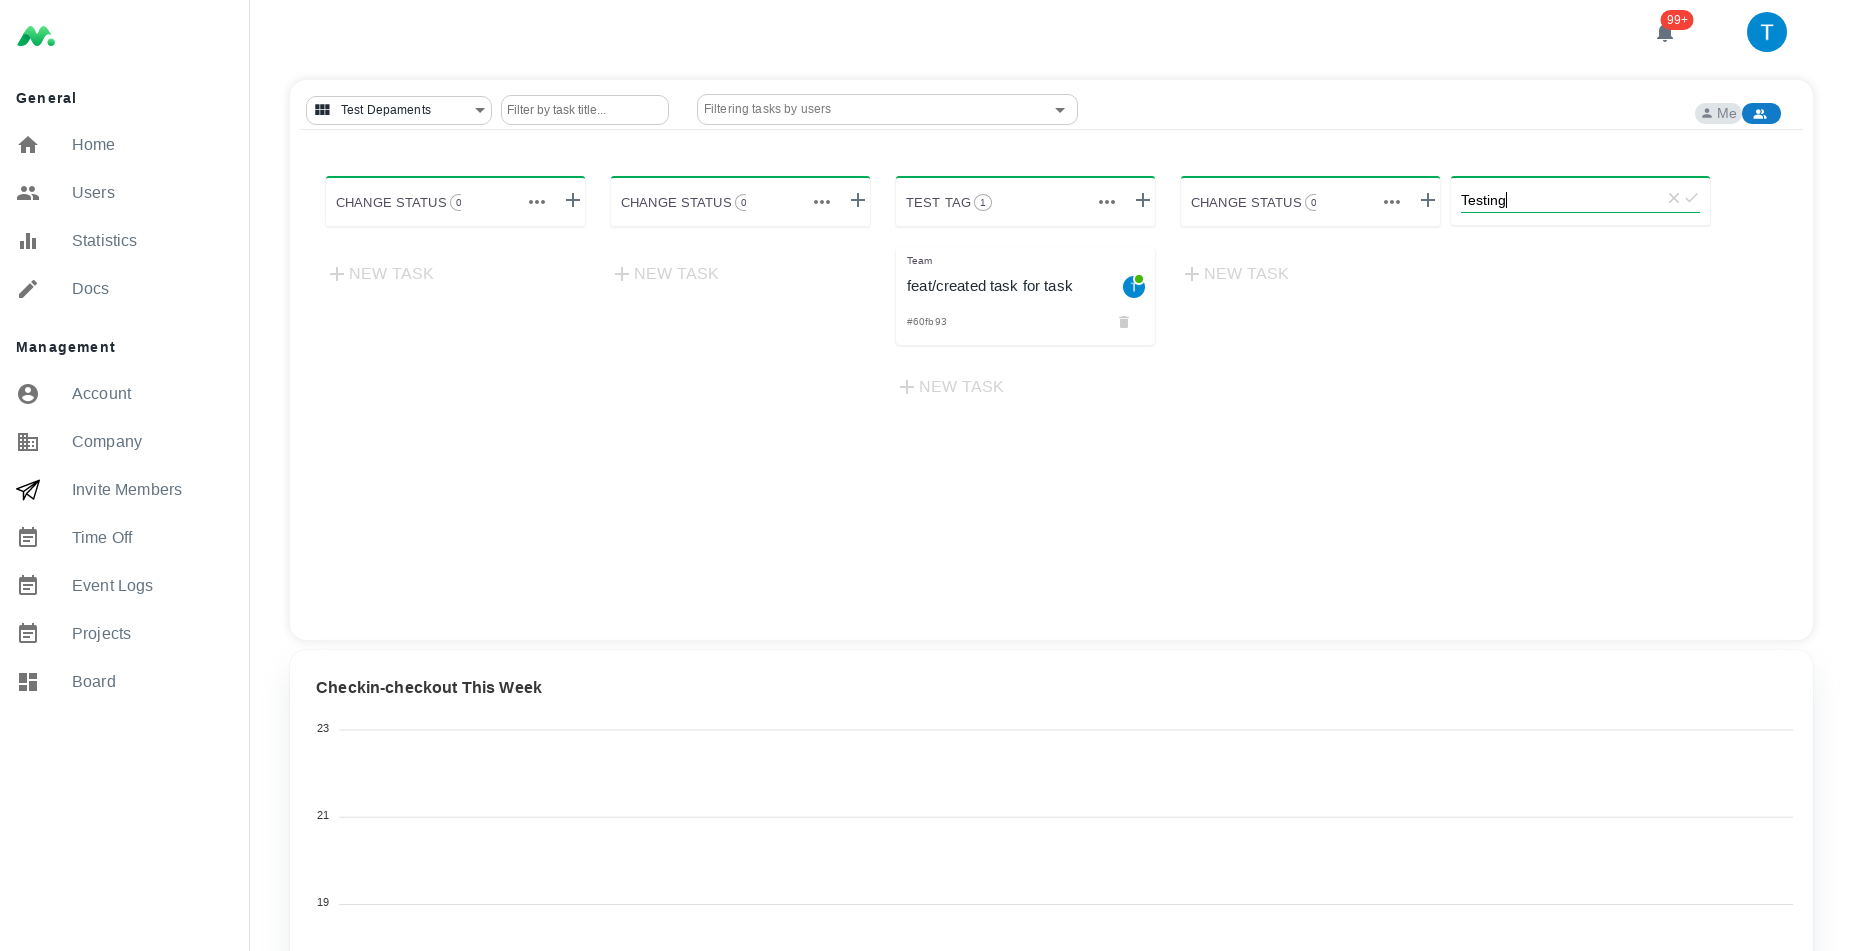 99+
T
General
Home
Users
Statistics
Docs
Management
Account
Company
Invite Members
Time Off
Event Logs
Projects
Board
Test Depaments
Filter by task title...
Filtering tasks by users
Me
CHANGE STATUS 0
NEW TASK
CHANGE STATUS 0
NEW TASK
TEST TAG 1
Team
feat/created task for task
T
#60fb93
NEW TASK
CHANGE STATUS 0
NEW TASK
Testing
Checkin-checkout This Week
23
21
19